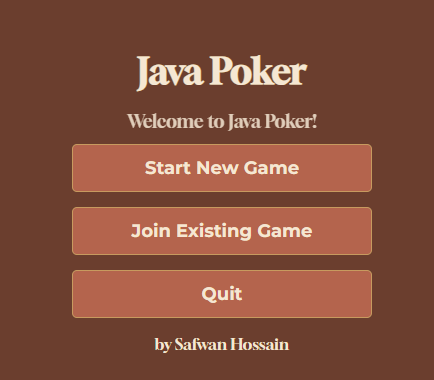 Java Poker
Welcome to Java Poker!
Start New Game
Join Existing Game
Quit
by Safwan Hossain